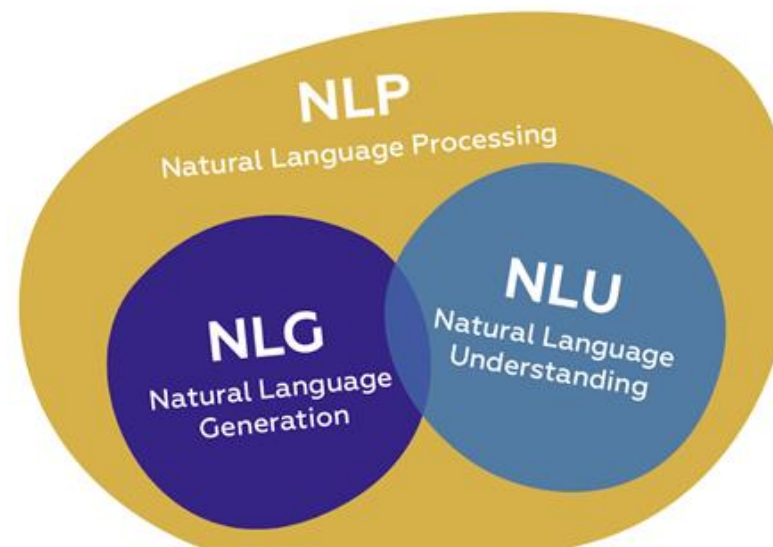 NLP
Natural Language Processing
NLU
Natural Language
Understanding
NLG
Natural Language
Generation